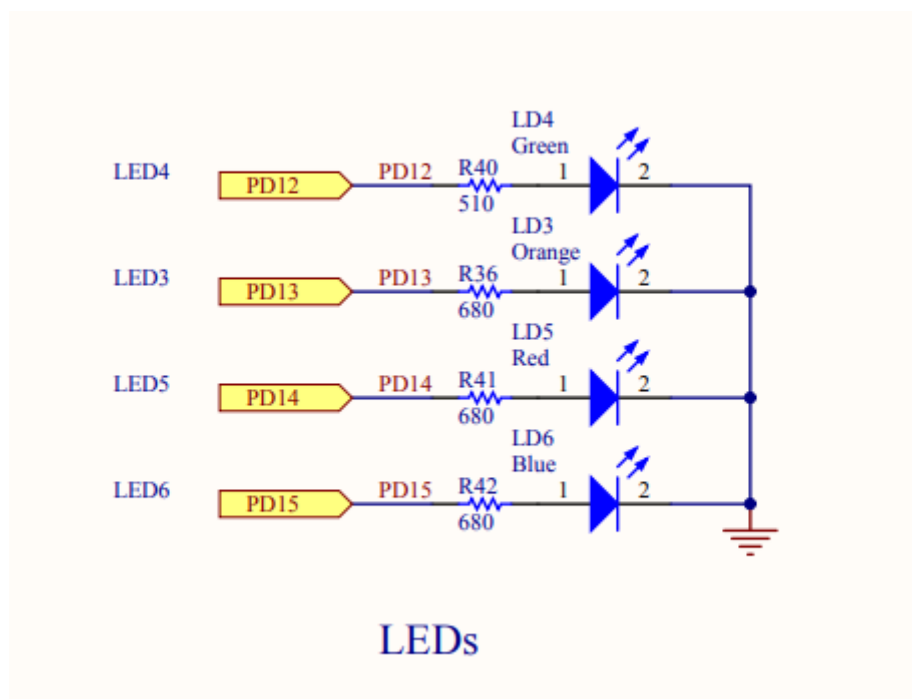 LD4
Green
LED4 PD12 PD12 R40 1 2
510
LD3
Orange
LED3 PD13 PD13 R36 1 2
680
LD5
Red
LED5 PD14 PD14 R41 1 2
680
LD6
Blue
LED6 PD15 PD15 R42 1 2
680
LEDs